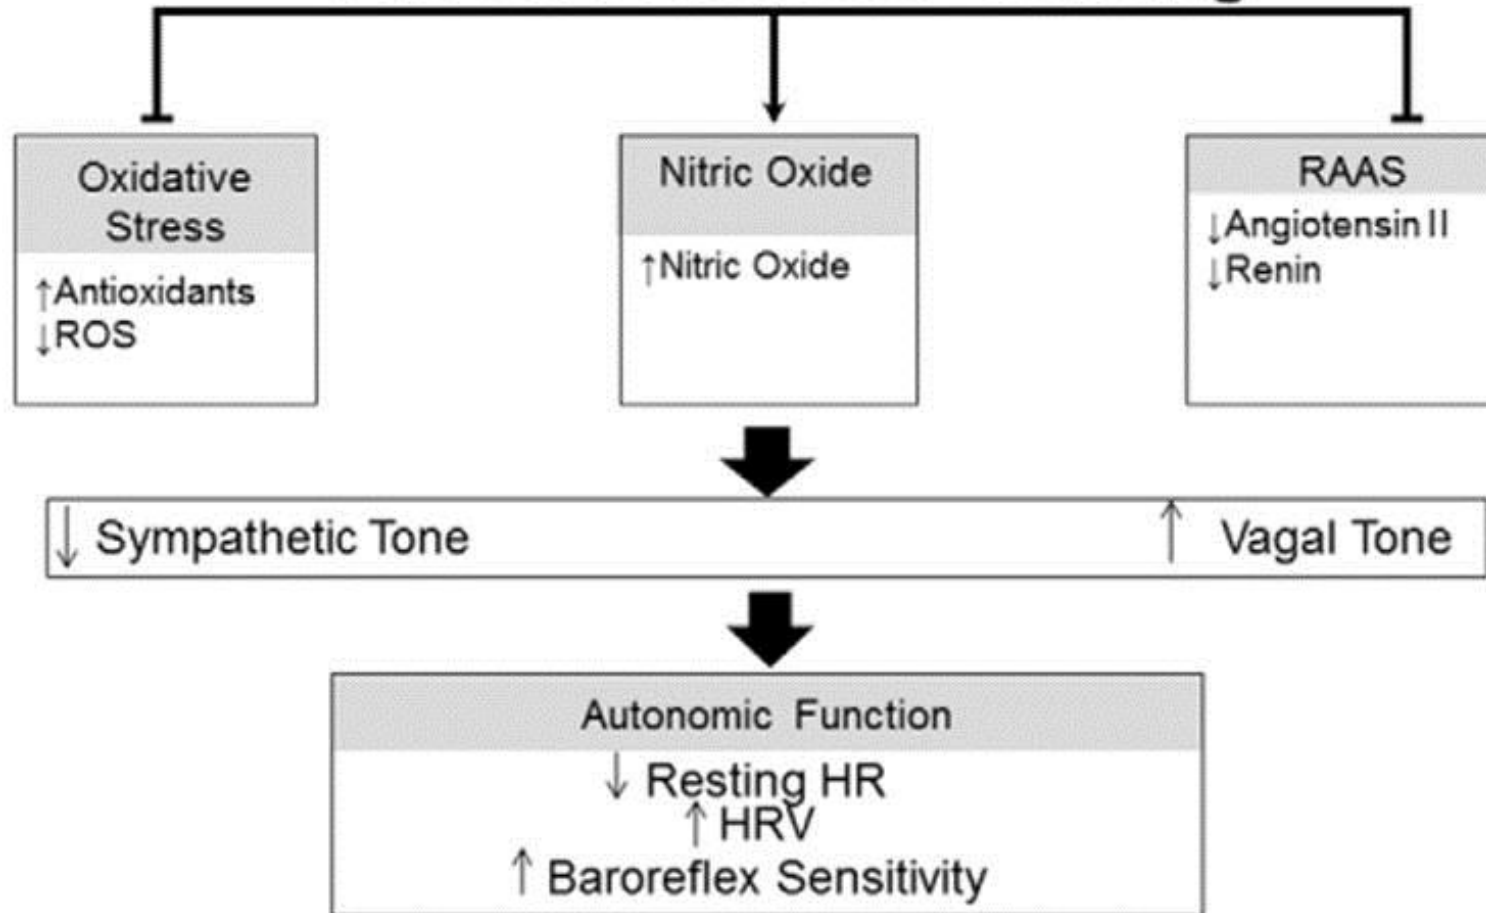 Oxidative
Stress
↑Antioxidants
↓ROS
Nitric Oxide
↑Nitric Oxide
RAAS
↓Angiotensin II
↓Renin
↓ Sympathetic Tone
↑ Vagal Tone
Autonomic Function
↓ Resting HR
↑ HRV
↑ Baroreflex Sensitivity